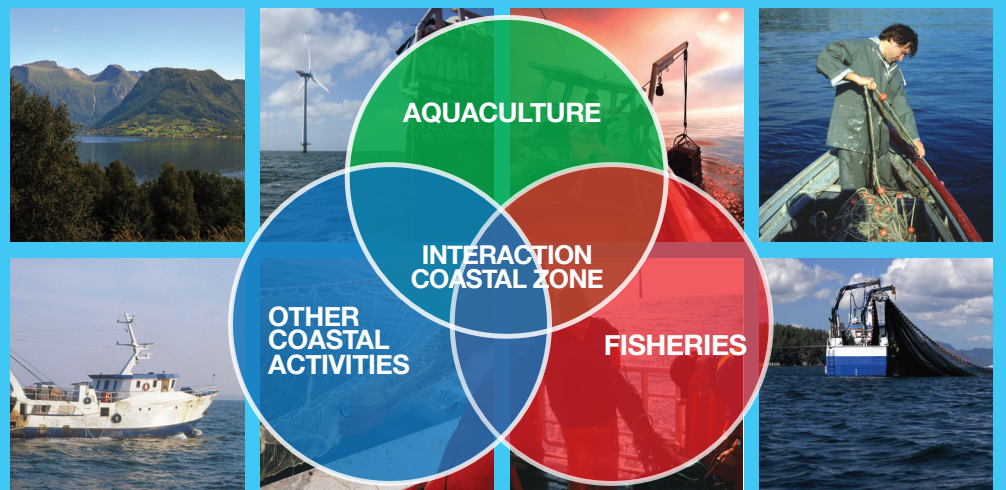 AQUACULTURE
INTERACTION
COASTAL ZONE
OTHER
COASTAL
ACTIVITIES
FISHERIES